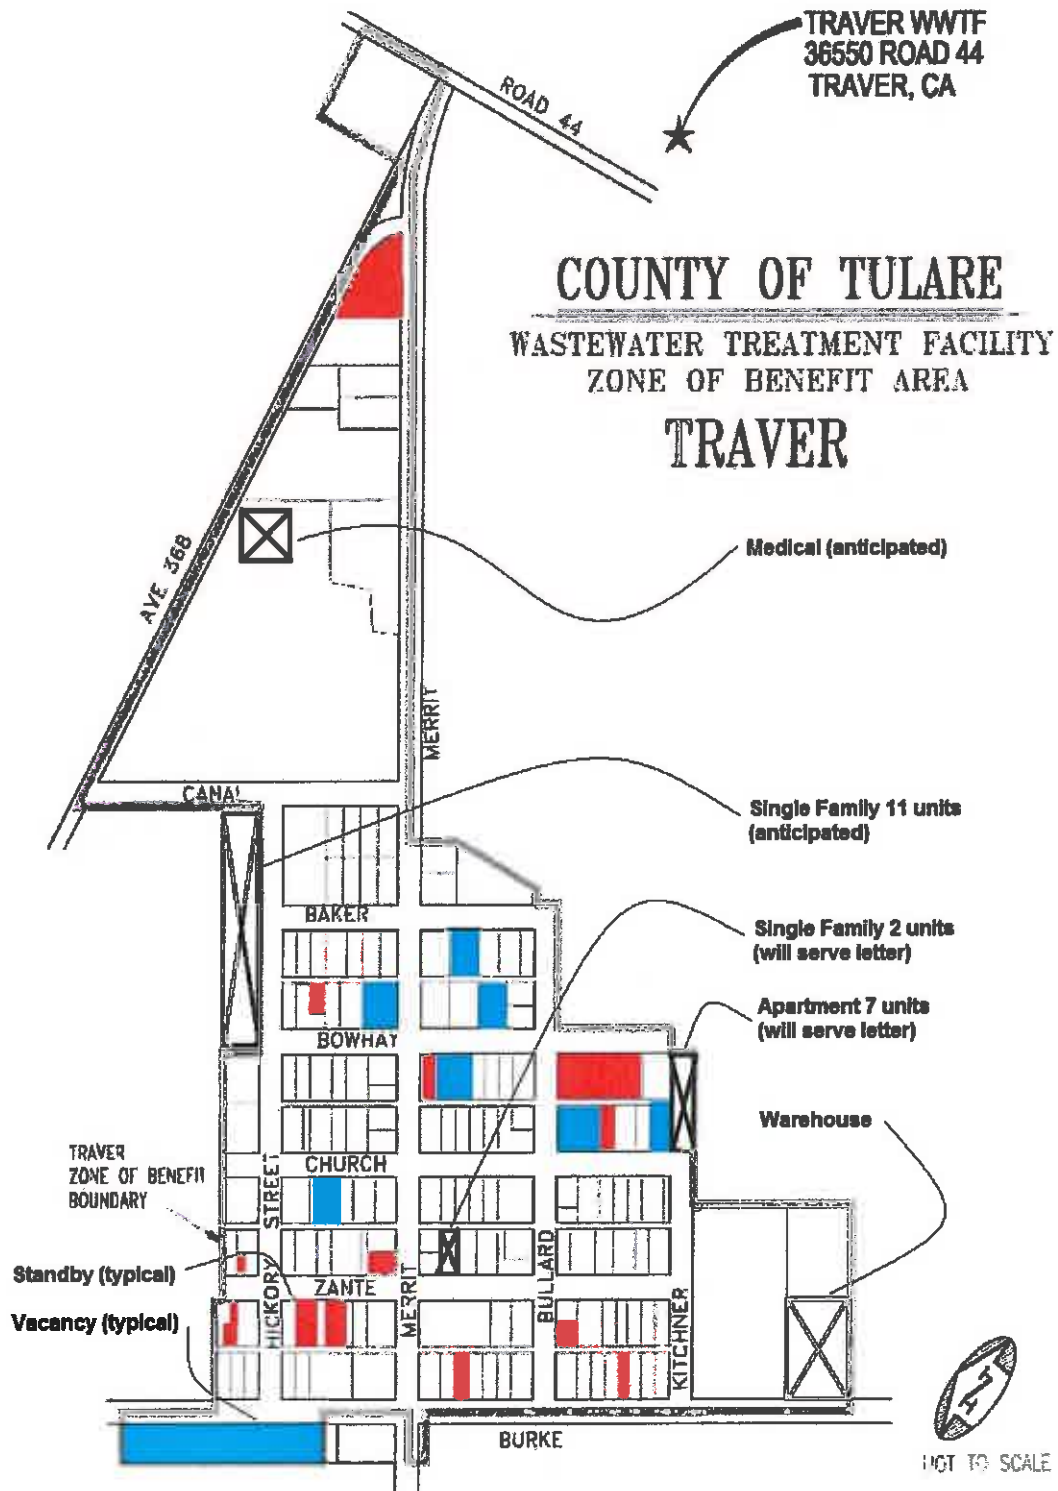 TRAVER WWTF
36550 ROAD 44
TRAVER, CA
ROAD 44
COUNTY OF TULARE
WASTEWATER TREATMENT FACILITY
ZONE OF BENEFIT AREA
TRAVER
AVE 368
Medical (anticipated)
MERRIT
CANAL
Single Family 11 units
(anticipated)
BAKER
Single Family 2 units
(will serve letter)
Apartment 7 units
(will serve letter)
BOWHAY
Warehouse
TRAVER
ZONE OF BENEFIT
BOUNDARY
CHURCH
HICKORY STREET
Standby (typical)
ZANTE
MERRIT
BULLARD
KITCHNER
Vacancy (typical)
BURKE
NOT TO SCALE